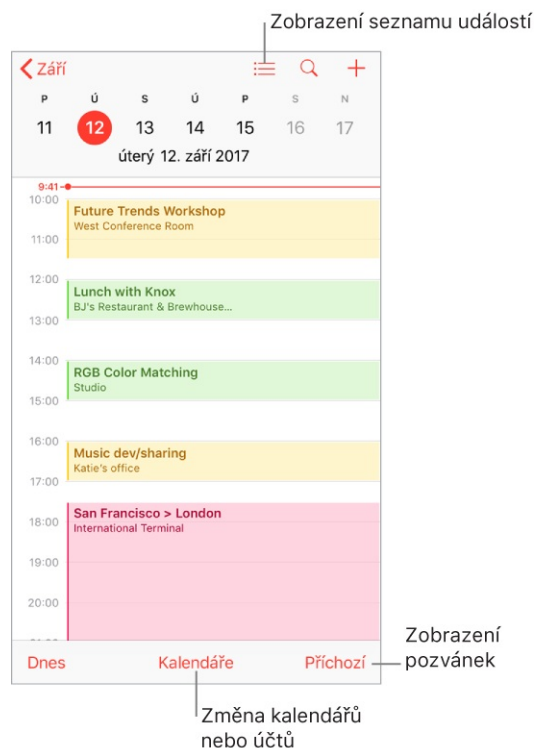 Zobrazení seznamu událostí
Září
P Ú S Ú P S N
11 12 13 14 15 16 17
úterý 12. září 2017
9:41
10:00
Future Trends Workshop
West Conference Room
11:00
12:00
Lunch with Knox
BJ's Restaurant & Brewhouse...
13:00
14:00
RGB Color Matching
Studio
15:00
16:00
Music dev/sharing
Katie's office
17:00
San Francisco > London
18:00
International Terminal
19:00
20:00
Dnes Kalendáře Příchozí
Zobrazení
pozvánek
Změna kalendářů
nebo účtů